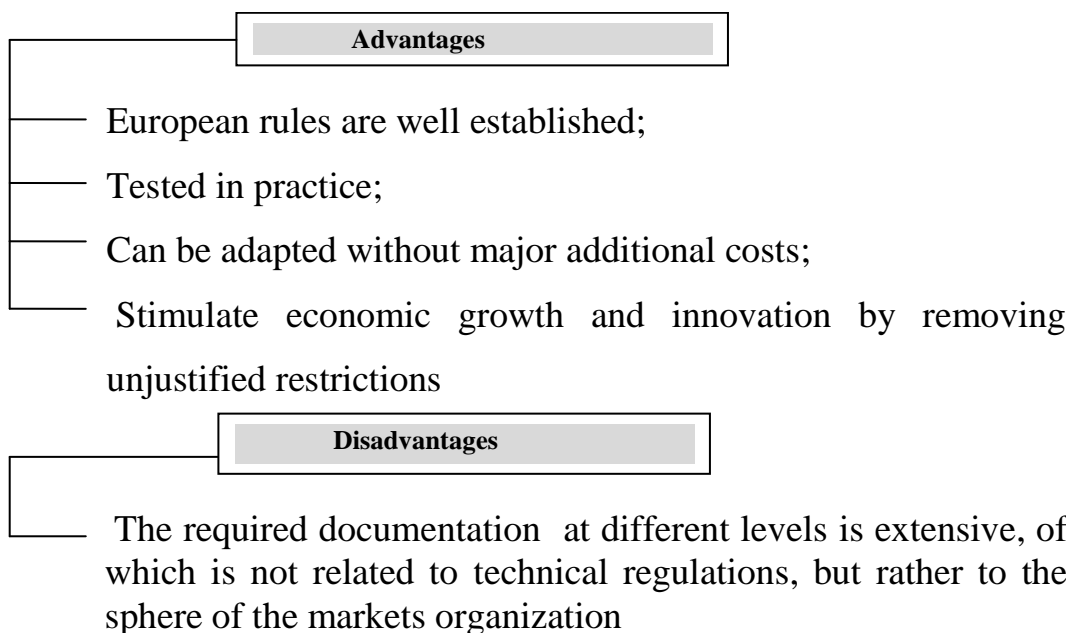 Advantages
European rules are well established;
Tested in practice;
Can be adapted without major additional costs;
Stimulate economic growth and innovation by removing
unjustified restrictions
Disadvantages
The required documentation at different levels is extensive, of
which is not related to technical regulations, but rather to the
sphere of the markets organization